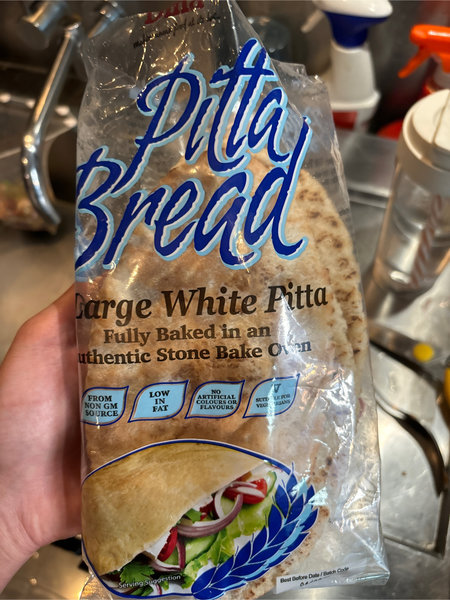 Pitta
Bread
Large White Pitta
Fully Baked in an
uthentic Stone Bake Oven
FROM
NON GM
SOURCE
LOW
IN
FAT
NO
ARTIFICIAL
COLOURS OR
FLAVOURS
V
SUITABLE FOR
VEGETARIANS
Serving Suggestion
Best Before Date / Batch Code